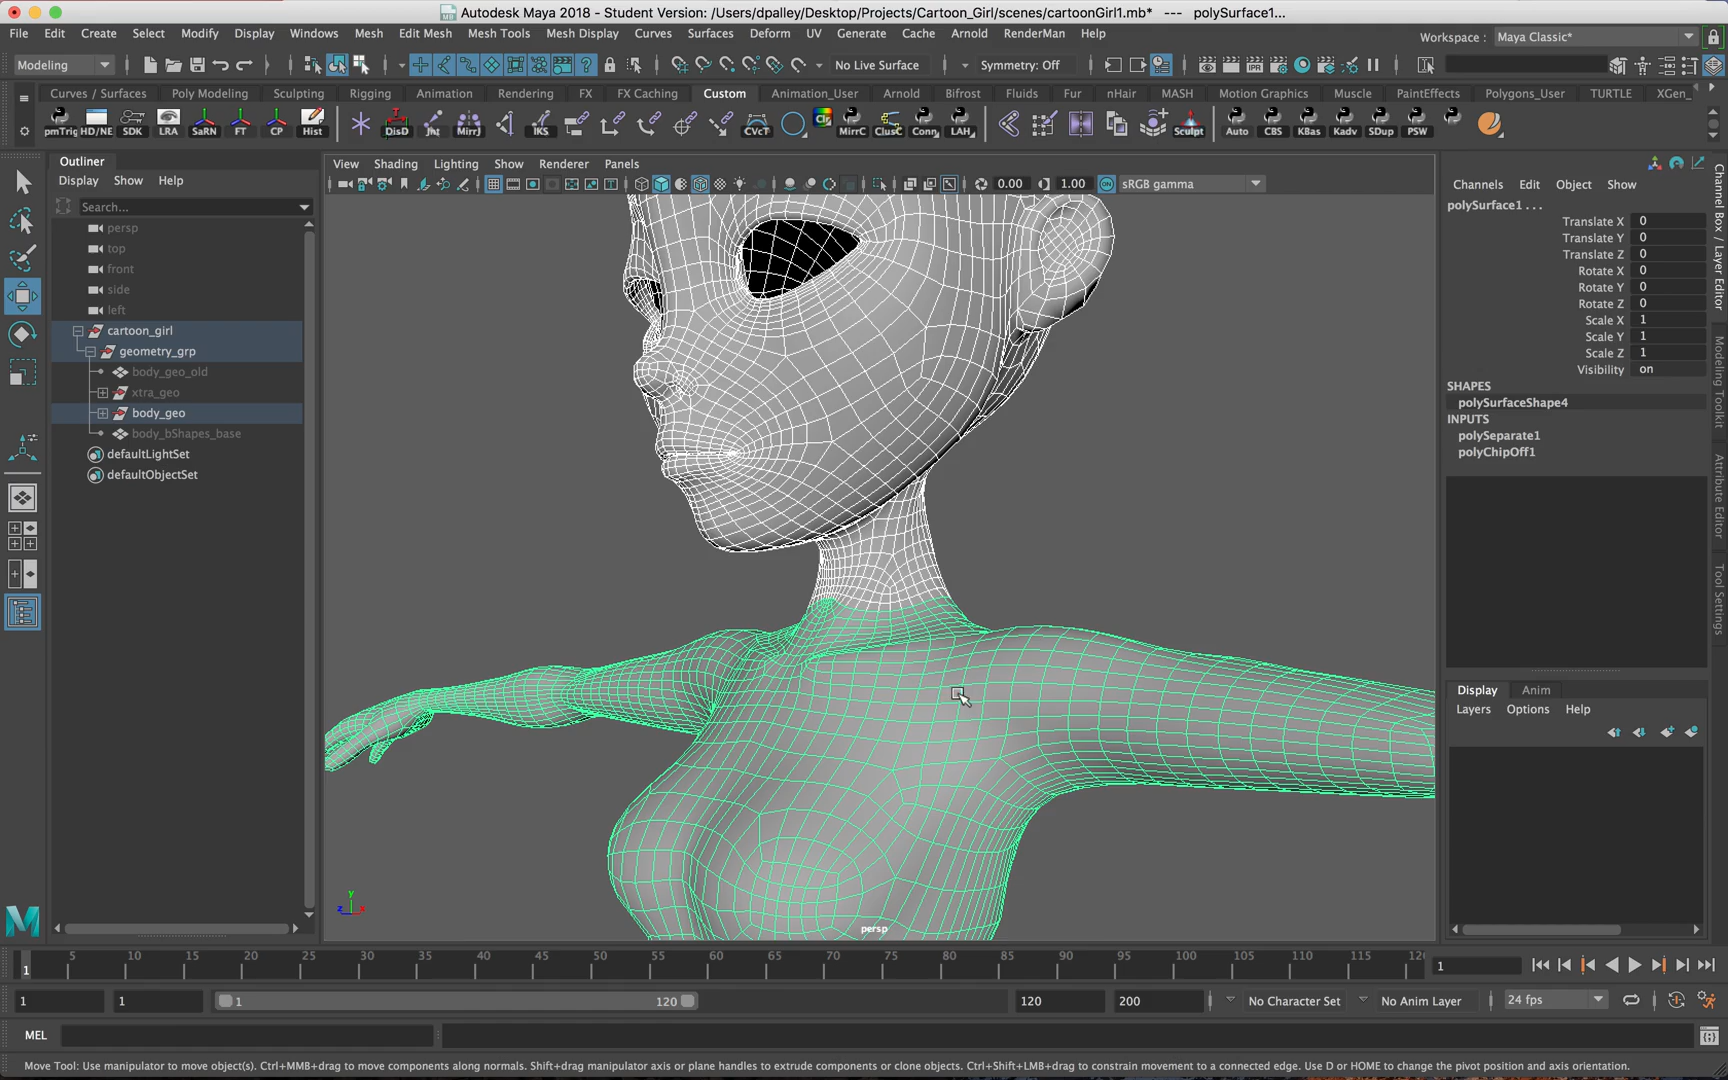 Autodesk Maya 2018 - Student Version: /Users/dpalley/Desktop/Projects/Cartoon_Girl/scenes/cartoonGirl1.mb* --- polySurface1...
File Edit Create Select Modify Display Windows Mesh Edit Mesh Mesh Tools Mesh Display Curves Surfaces Deform UV Generate Cache Arnold RenderMan Help
Workspace : Maya Classic*
Modeling No Live Surface Symmetry: Off
Curves / Surfaces Poly Modeling Sculpting Rigging Animation Rendering FX FX Caching Custom Animation_User Arnold Bifrost Fluids Fur nHair MASH Motion Graphics Muscle PaintEffects Polygons_User TURTLE XGen_
pmTrig HD/NE SDK LRA SaRN FT CP Hist DisD Jnt Mirr IKS CVcT Clr MirrC ClusC Conn LAH Sculpt Auto CBS KBas Kadv SDup PSW
Outliner
Display Show Help
Search...
persp
top
front
side
left
cartoon_girl
geometry_grp
body_geo_old
xtra_geo
body_geo
body_bShapes_base
defaultLightSet
defaultObjectSet
View Shading Lighting Show Renderer Panels
0.00 1.00 ON sRGB gamma
y
z x
persp
Channels Edit Object Show
polySurface1 . . .
Translate X 0
Translate Y 0
Translate Z 0
Rotate X 0
Rotate Y 0
Rotate Z 0
Scale X 1
Scale Y 1
Scale Z 1
Visibility on
SHAPES
polySurfaceShape4
INPUTS
polySeparate1
polyChipOff1
Display Anim
Layers Options Help
Channel Box / Layer Editor
Modeling Toolkit
Attribute Editor
Tool Settings
1 5 10 15 20 25 30 35 40 45 50 55 60 65 70 75 80 85 90 95 100 105 110 115 12 1
1 1 1 120 120 200 No Character Set No Anim Layer 24 fps
MEL
Move Tool: Use manipulator to move object(s). Ctrl+MMB+drag to move components along normals. Shift+drag manipulator axis or plane handles to extrude components or clone objects. Ctrl+Shift+LMB+drag to constrain movement to a connected edge. Use D or HOME to change the pivot position and axis orientation.